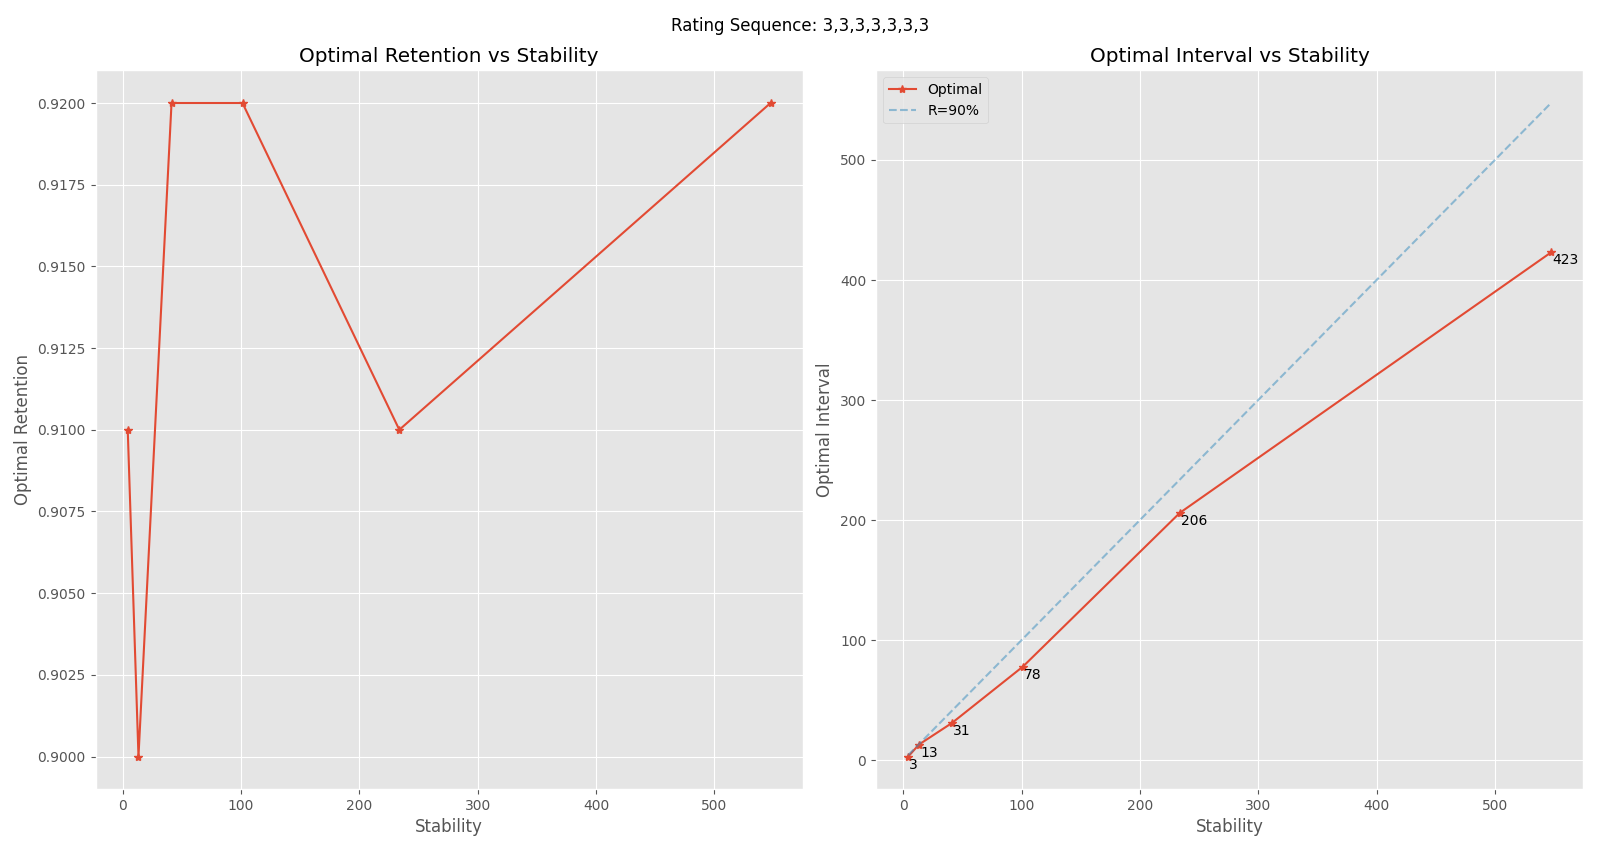 Rating Sequence: 3,3,3,3,3,3,3
Optimal Retention vs Stability
0.9200
0.9175
0.9150
0.9125
0.9100
0.9075
0.9050
0.9025
0.9000
Optimal Retention
0 100 200 300 400 500
Stability
Optimal Interval vs Stability
Optimal
R=90%
500
400
300
200
100
0
Optimal Interval
423
206
78
31
13
3
0 100 200 300 400 500
Stability